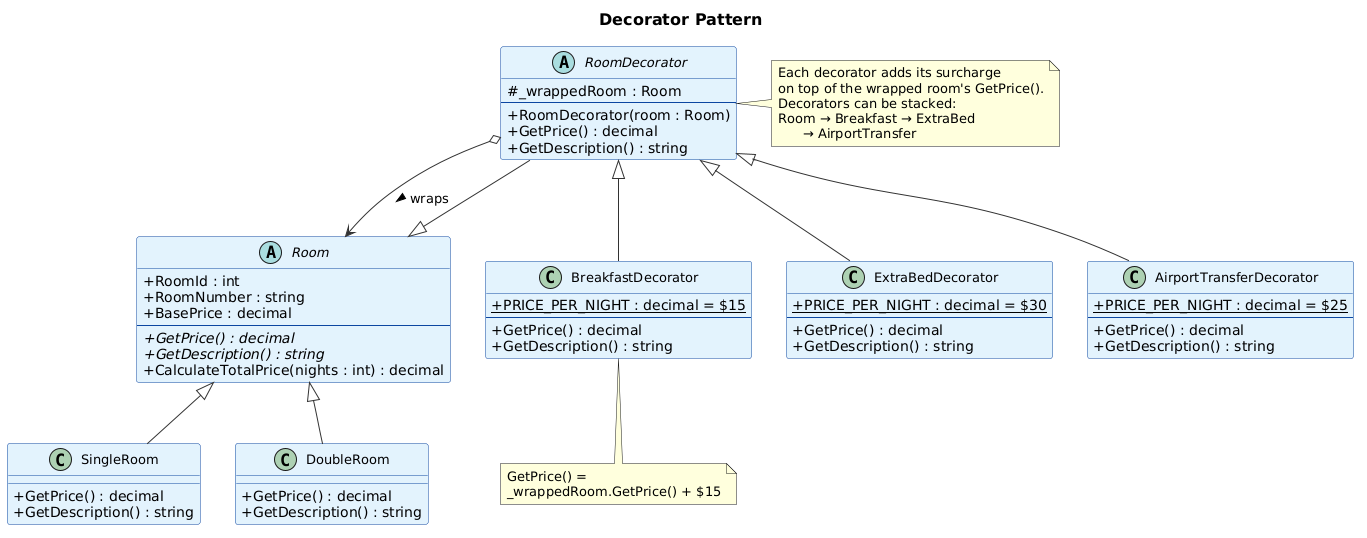 Decorator Pattern
A RoomDecorator
#_wrappedRoom : Room
+RoomDecorator(room : Room)
+GetPrice() : decimal
+GetDescription() : string
Each decorator adds its surcharge
on top of the wrapped room's GetPrice().
Decorators can be stacked:
Room → Breakfast → ExtraBed
→ AirportTransfer
wraps
A Room
+RoomId : int
+RoomNumber : string
+BasePrice : decimal
+GetPrice() : decimal
+GetDescription() : string
+CalculateTotalPrice(nights : int) : decimal
C BreakfastDecorator
+PRICE_PER_NIGHT : decimal = $15
+GetPrice() : decimal
+GetDescription() : string
C ExtraBedDecorator
+PRICE_PER_NIGHT : decimal = $30
+GetPrice() : decimal
+GetDescription() : string
C AirportTransferDecorator
+PRICE_PER_NIGHT : decimal = $25
+GetPrice() : decimal
+GetDescription() : string
C SingleRoom
+GetPrice() : decimal
+GetDescription() : string
C DoubleRoom
+GetPrice() : decimal
+GetDescription() : string
GetPrice() =
_wrappedRoom.GetPrice() + $15